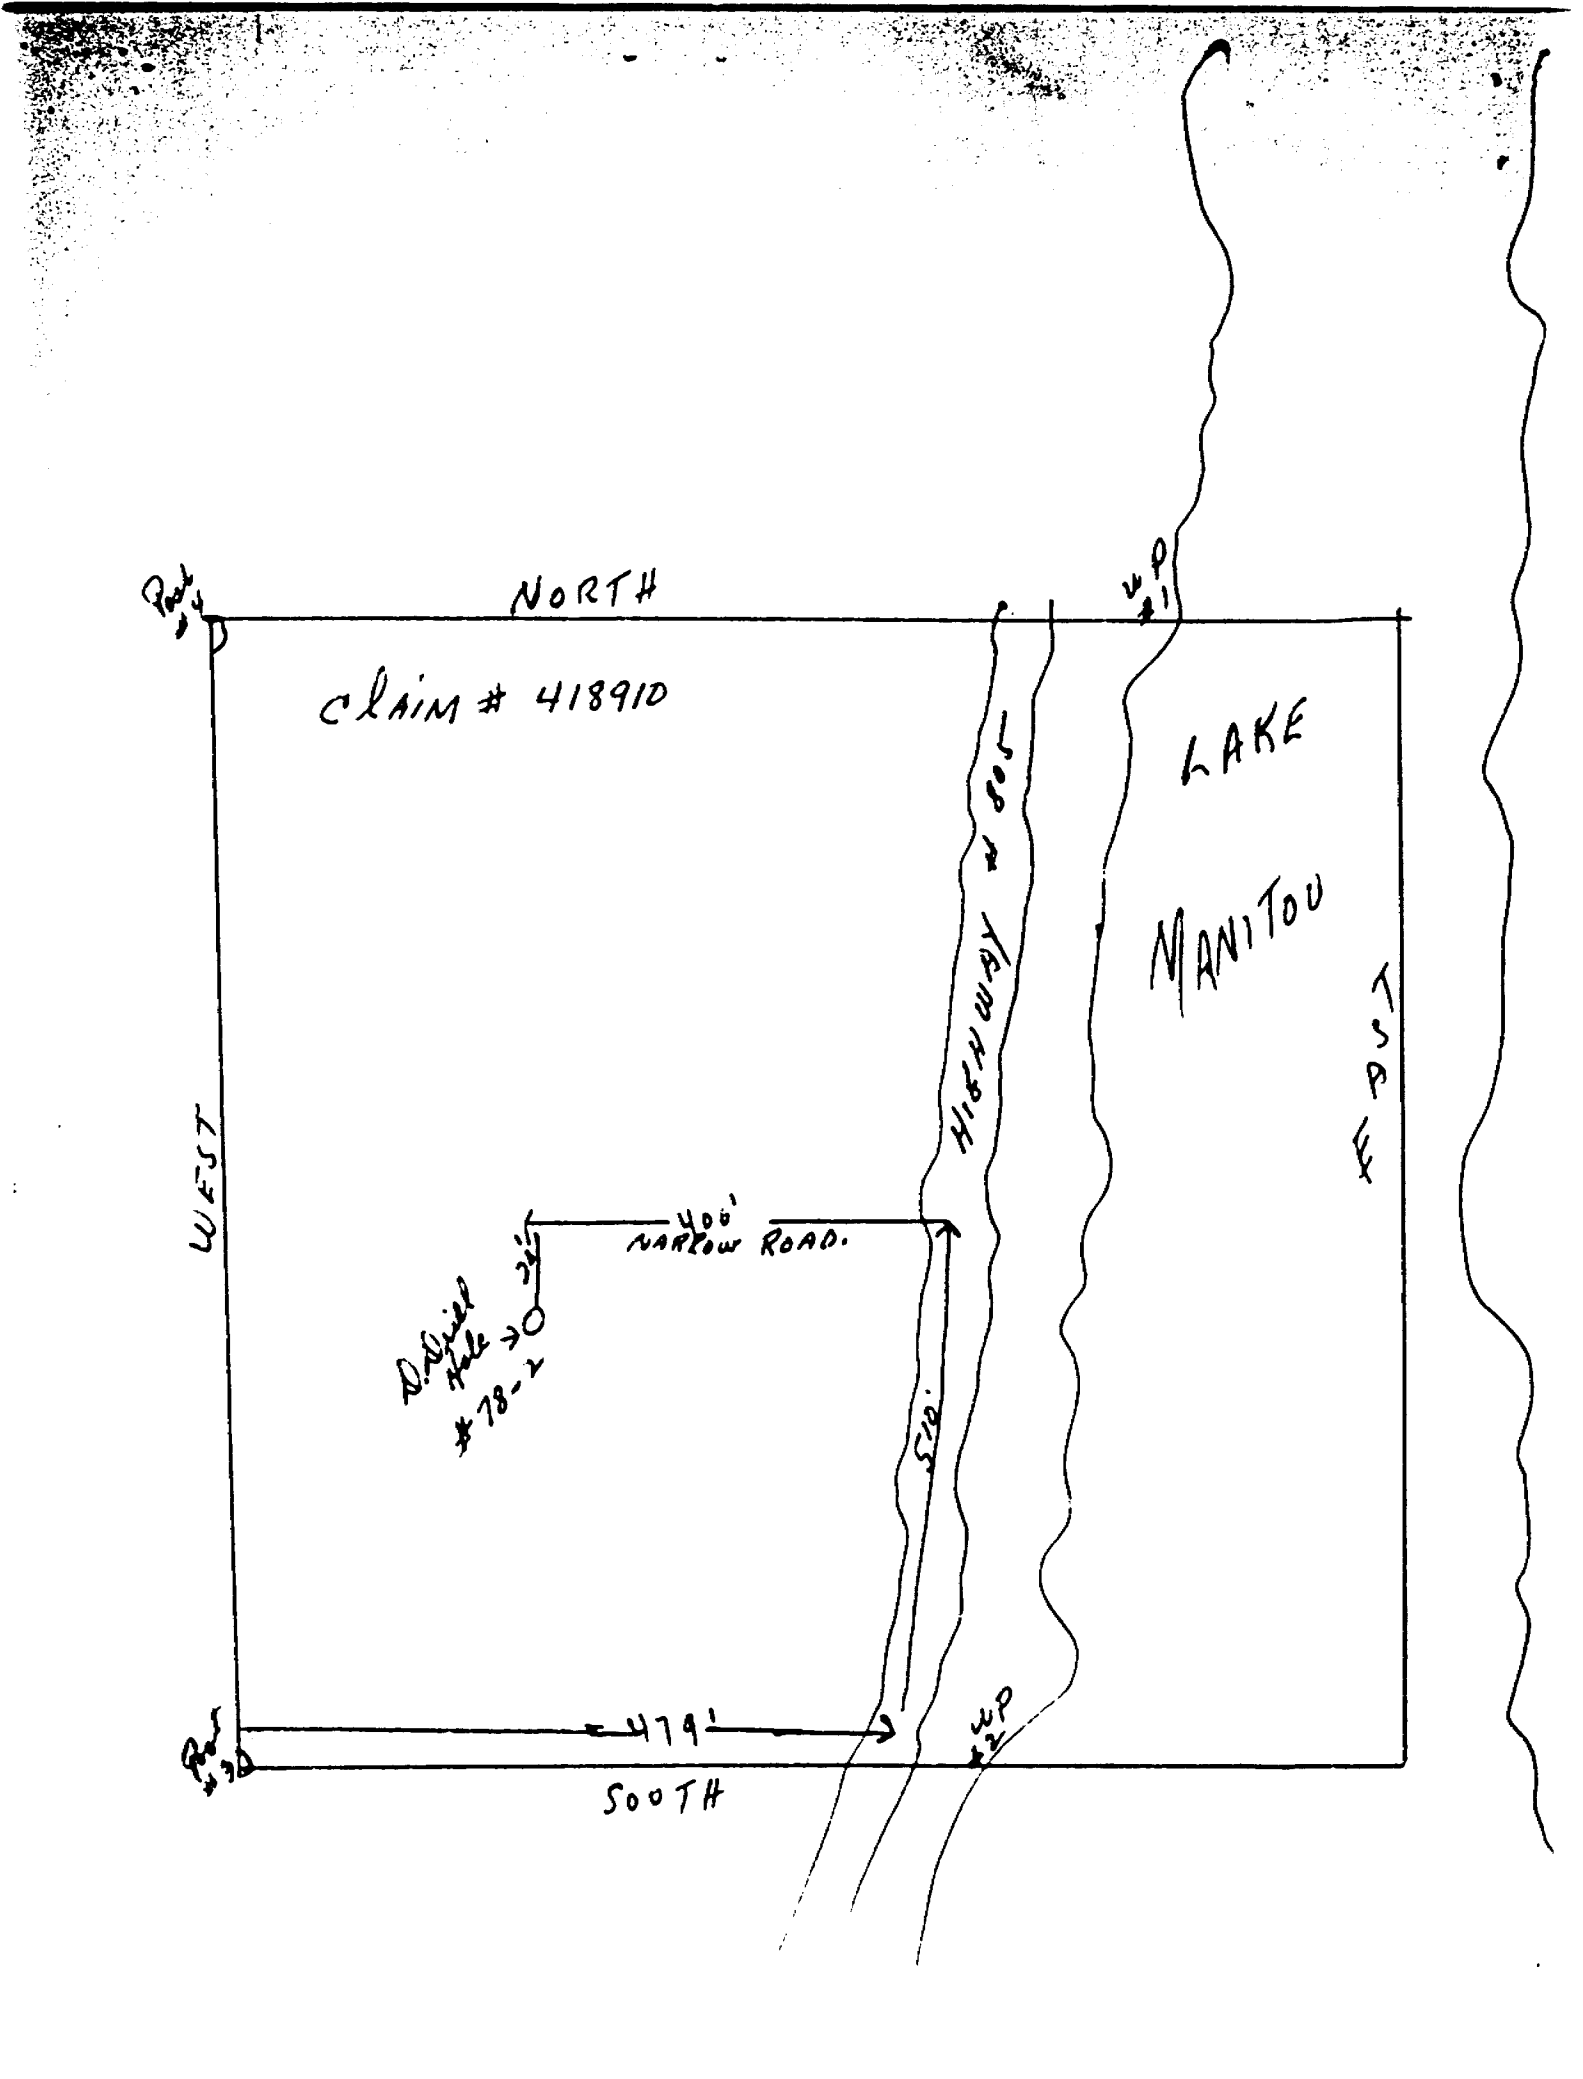 NORTH
Post
#4
WP
#1
Claim # 418910
LAKE
MANITOU
HIGHWAY # 805
EAST
WEST
400'
NARROW ROAD.
D. Drill
Hole →
# 78-2
510'
479'
WP
#2
Post
#3
SOUTH